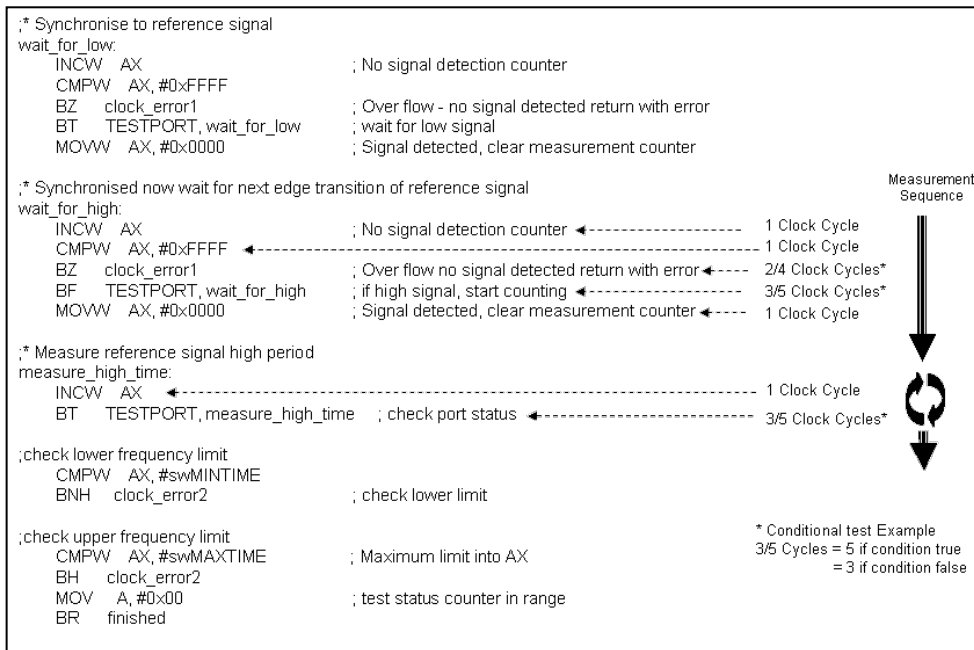 ;* Synchronise to reference signal
wait_for_low:
INCW AX ; No signal detection counter
CMPW AX, #0xFFFF
BZ clock_error1 ; Over flow - no signal detected return with error
BT TESTPORT, wait_for_low ; wait for low signal
MOVW AX, #0x0000 ; Signal detected, clear measurement counter
;* Synchronised now wait for next edge transition of reference signal
Measurement
Sequence
wait_for_high:
INCW AX ; No signal detection counter 1 Clock Cycle
CMPW AX, #0xFFFF 1 Clock Cycle
BZ clock_error1 ; Over flow no signal detected return with error 2/4 Clock Cycles*
BF TESTPORT, wait_for_high ; if high signal, start counting 3/5 Clock Cycles*
MOVW AX, #0x0000 ; Signal detected, clear measurement counter 1 Clock Cycle
;* Measure reference signal high period
measure_high_time:
INCW AX 1 Clock Cycle
BT TESTPORT, measure_high_time ; check port status 3/5 Clock Cycles*
;check lower frequency limit
CMPW AX, #swMINTIME
BNH clock_error2 ; check lower limit
;check upper frequency limit
CMPW AX, #swMAXTIME ; Maximum limit into AX
BH clock_error2
MOV A, #0x00 ; test status counter in range
BR finished
* Conditional test Example
3/5 Cycles = 5 if condition true
= 3 if condition false